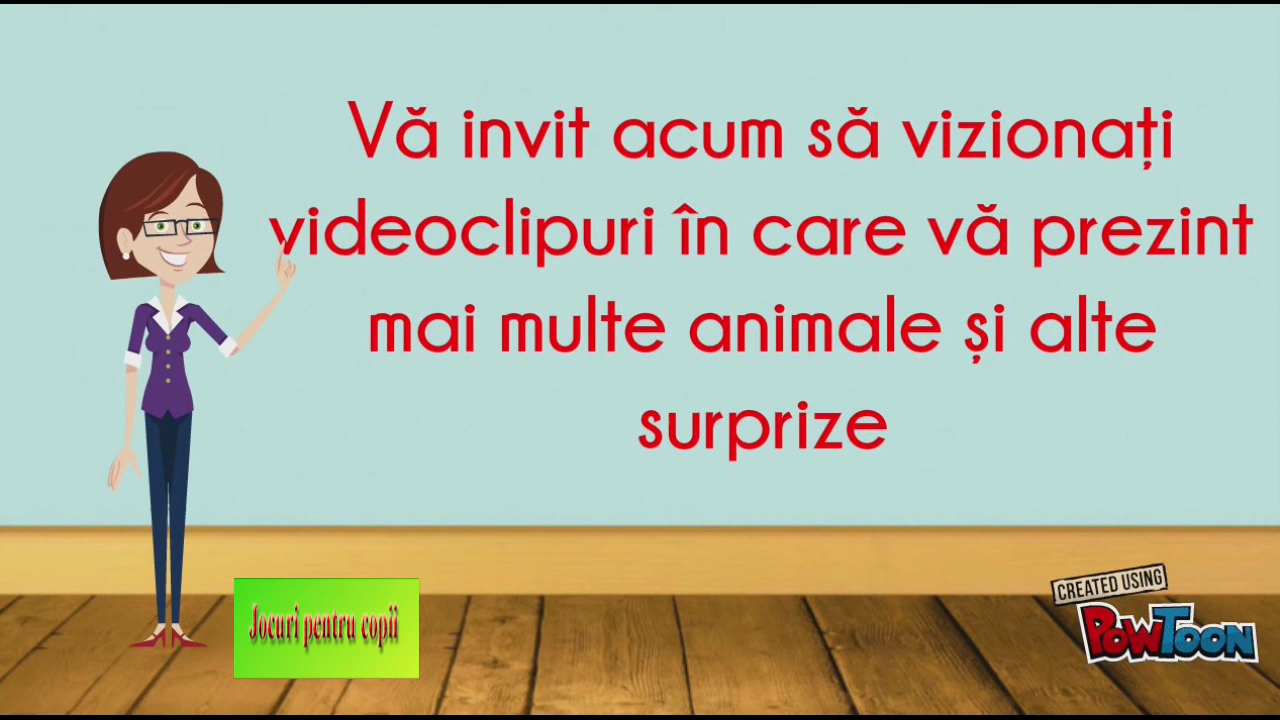 Vă invit acum să vizionați
videoclipuri în care vă prezint
mai multe animale și alte
surprize
Jocuri pentru copii
CREATED USING
POWTOON